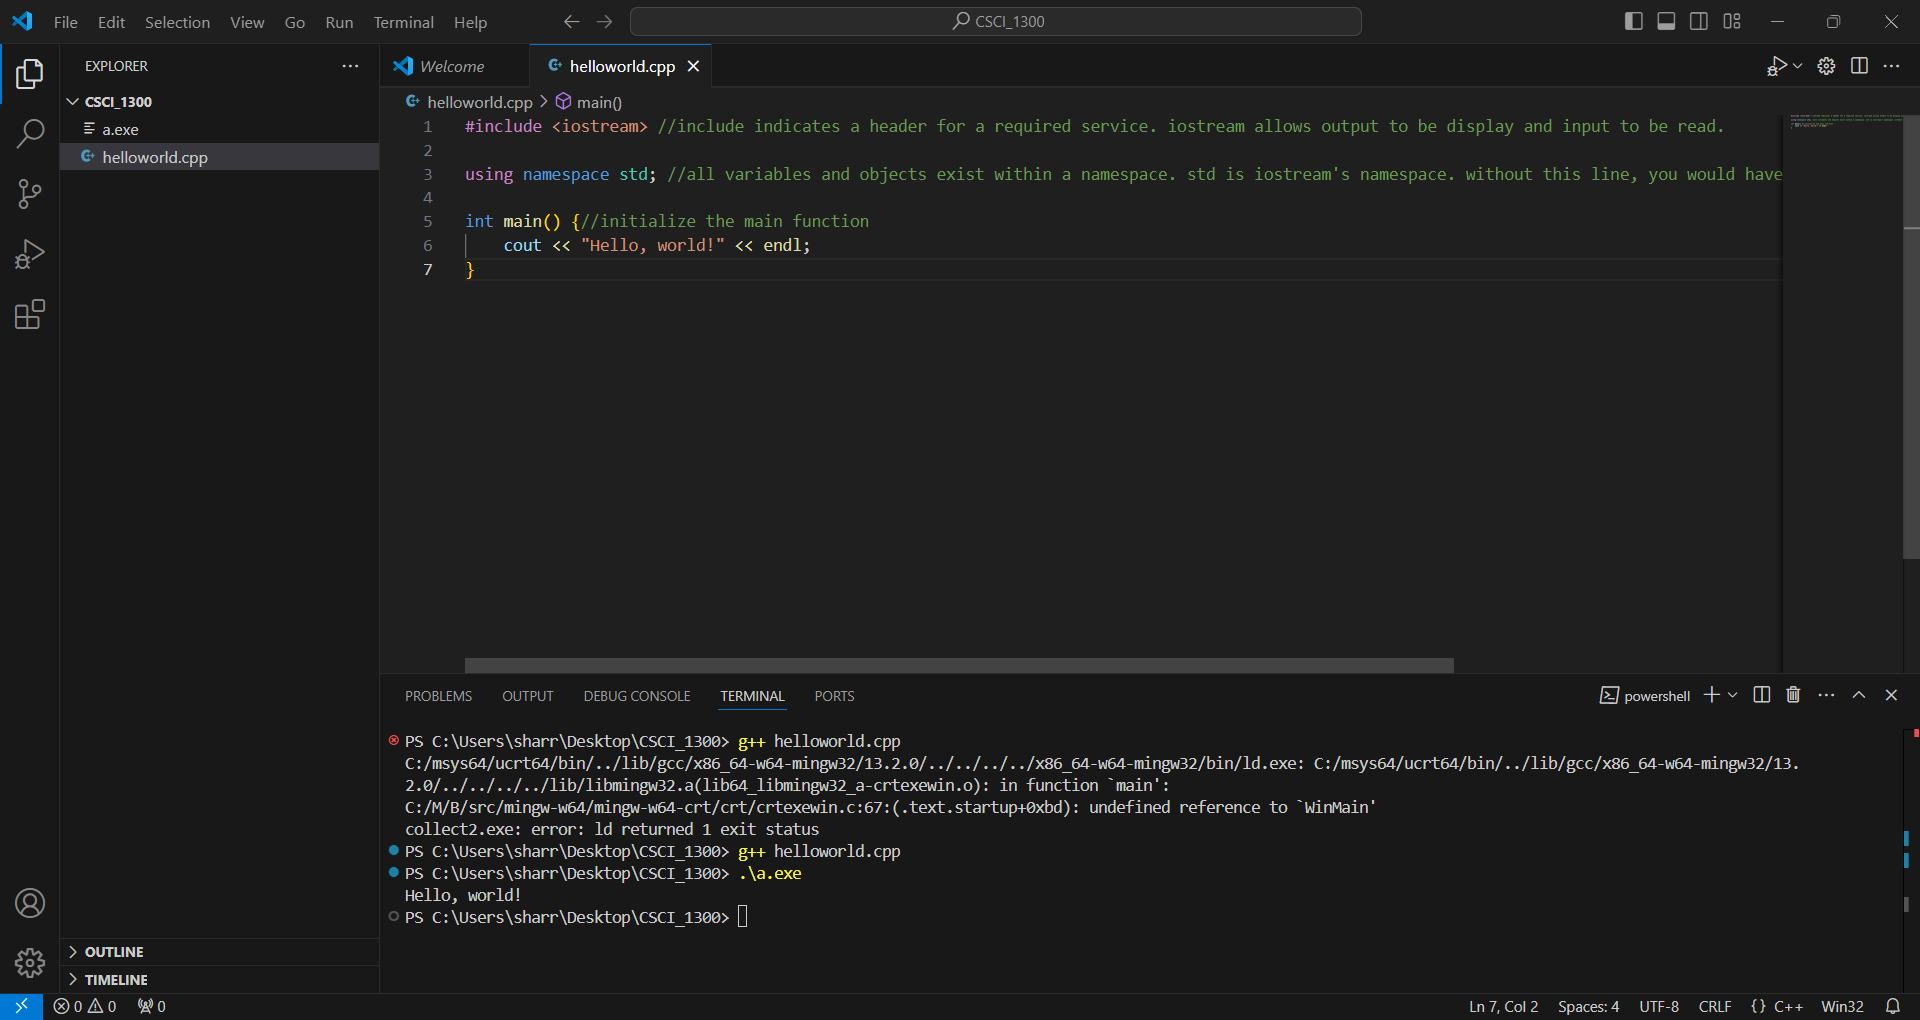 File Edit Selection View Go Run Terminal Help
CSCI_1300
EXPLORER
CSCI_1300
a.exe
helloworld.cpp
OUTLINE
TIMELINE
Welcome
helloworld.cpp
helloworld.cpp > main()
1 #include <iostream> //include indicates a header for a required service. iostream allows output to be display and input to be read.
2
3 using namespace std; //all variables and objects exist within a namespace. std is iostream's namespace. without this line, you would have
4
5 int main() {//initialize the main function
6 cout << "Hello, world!" << endl;
7 }
PROBLEMS OUTPUT DEBUG CONSOLE TERMINAL PORTS
powershell
PS C:\Users\sharr\Desktop\CSCI_1300> g++ helloworld.cpp
C:/msys64/ucrt64/bin/../lib/gcc/x86_64-w64-mingw32/13.2.0/../../../../x86_64-w64-mingw32/bin/ld.exe: C:/msys64/ucrt64/bin/../lib/gcc/x86_64-w64-mingw32/13.
2.0/../../../../lib/libmingw32.a(lib64_libmingw32_a-crtexewin.o): in function `main':
C:/M/B/src/mingw-w64/mingw-w64-crt/crt/crtexewin.c:67:(.text.startup+0xbd): undefined reference to `WinMain'
collect2.exe: error: ld returned 1 exit status
PS C:\Users\sharr\Desktop\CSCI_1300> g++ helloworld.cpp
PS C:\Users\sharr\Desktop\CSCI_1300> .\a.exe
Hello, world!
PS C:\Users\sharr\Desktop\CSCI_1300>
0 0 0
Ln 7, Col 2 Spaces: 4 UTF-8 CRLF {} C++ Win32